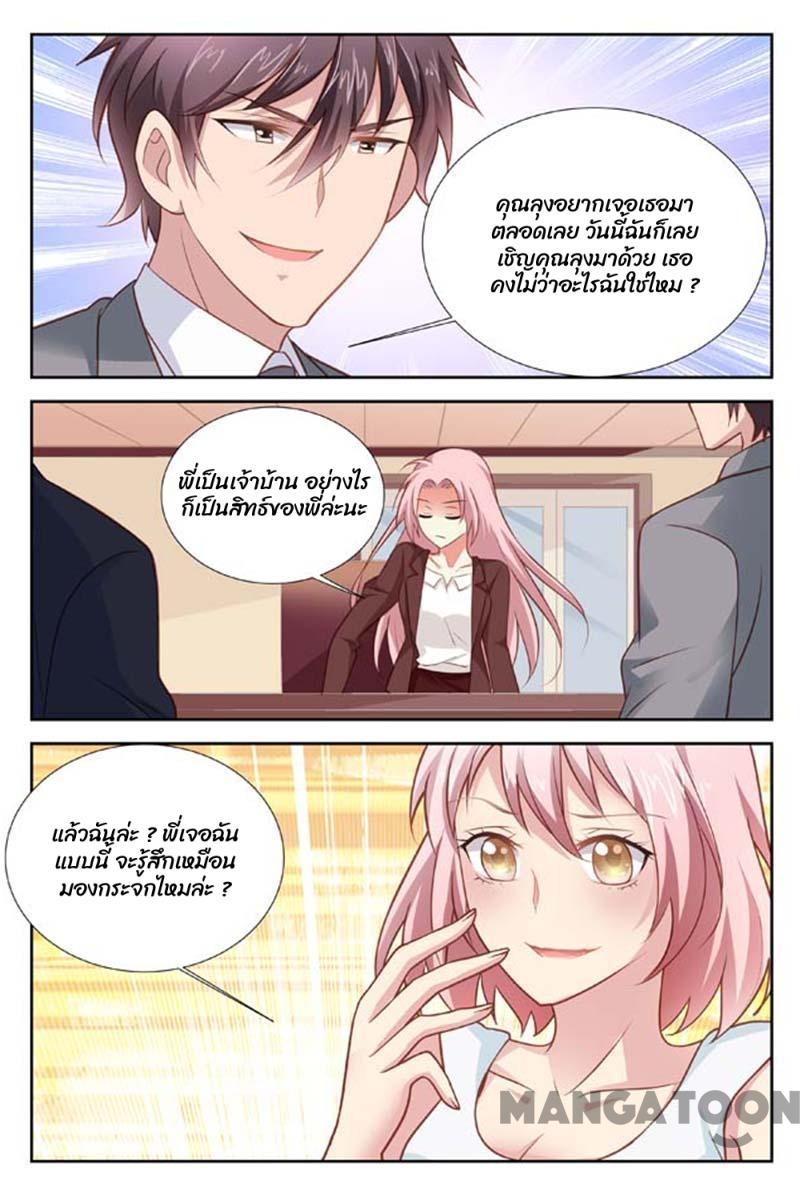 คุณลุงอยากเจอเธอมา
ตลอดเลย วันนี้ฉันก็เลย
เชิญคุณลุงมาด้วย เธอ
คงไม่ว่าอะไรฉันใช่ไหม ?
พี่เป็นเจ้าบ้าน อย่างไร
ก็เป็นสิทธ์ของพี่ล่ะนะ
แล้วฉันล่ะ ? พี่เจอฉัน
แบบนี้ จะรู้สึกเหมือน
มองกระจกไหมล่ะ ?
MANGATOON